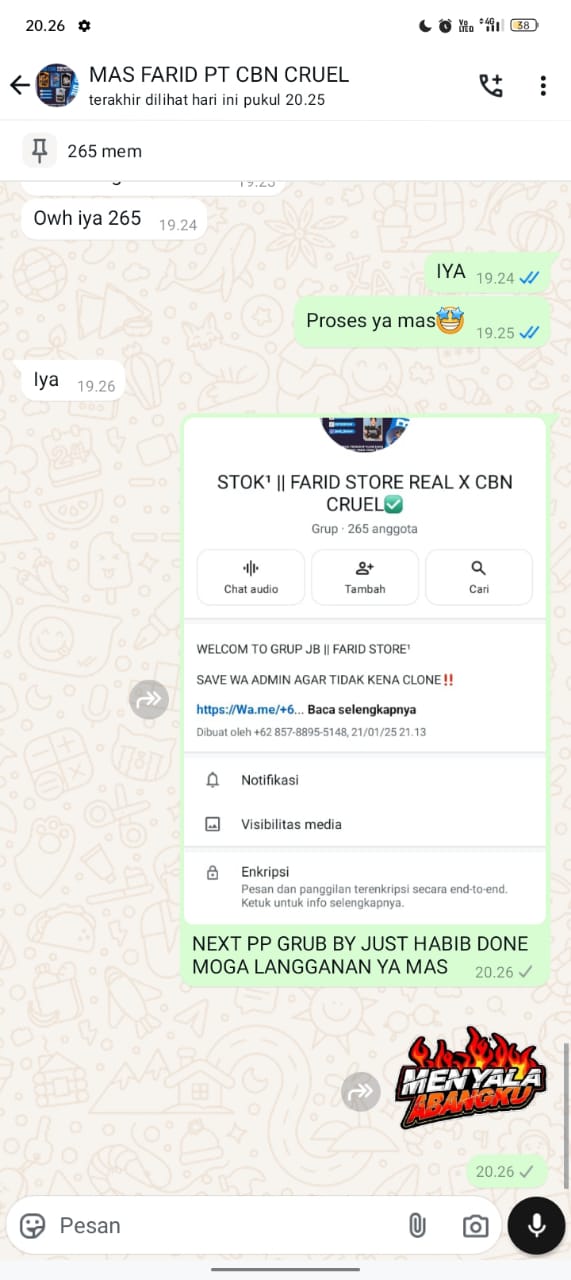 20.26
Vo LTED 4G 38
MAS FARID PT CBN CRUEL
terakhir dilihat hari ini pukul 20.25
265 mem
19.23
Owh iya 265 19.24
IYA 19.24
Proses ya mas🤩 19.25
Iya 19.26
STOK¹ || FARID STORE REAL X CBN
CRUEL✅
Grup · 265 anggota
Chat audio Tambah Cari
WELCOM TO GRUP JB || FARID STORE¹
SAVE WA ADMIN AGAR TIDAK KENA CLONE‼️
https://Wa.me/+6... Baca selengkapnya
Dibuat oleh +62 857-8895-5148, 21/01/25 21.13
Notifikasi
Visibilitas media
Enkripsi
Pesan dan panggilan terenkripsi secara end-to-end.
Ketuk untuk info selengkapnya.
NEXT PP GRUB BY JUST HABIB DONE
MOGA LANGGANAN YA MAS 20.26
MENYALA
ABANGKU
20.26
Pesan